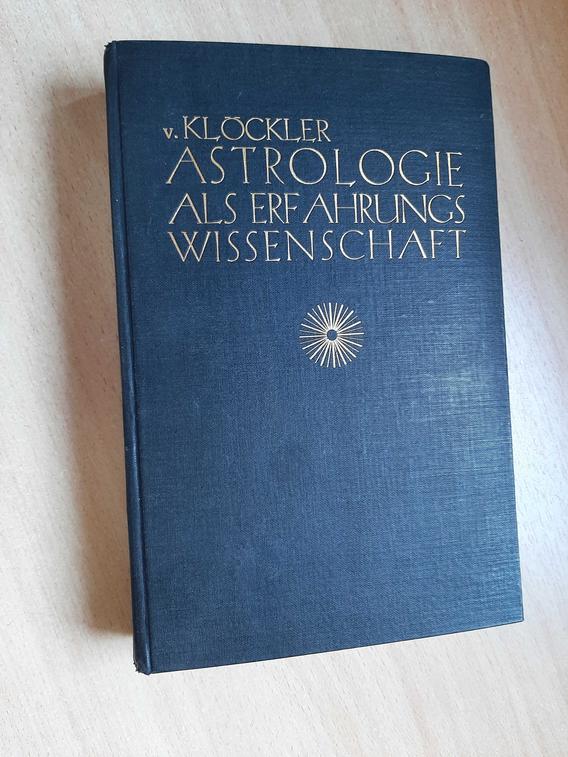 v. KLÖCKLER
ASTROLOGIE
ALS ERFAHRUNGS
WISSENSCHAFT